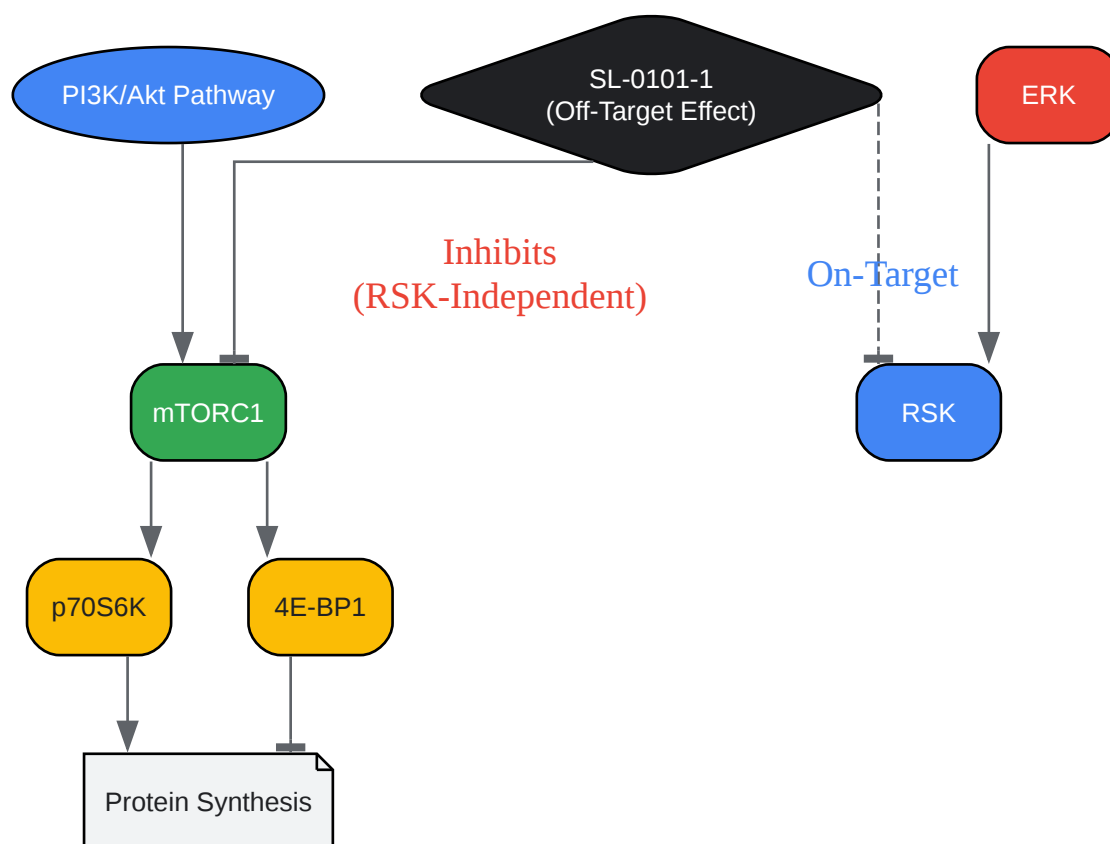 PI3K/Akt Pathway
SL-0101-1
(Off-Target Effect)
ERK
Inhibits
(RSK-Independent)
On-Target
mTORC1
RSK
p70S6K
4E-BP1
Protein Synthesis